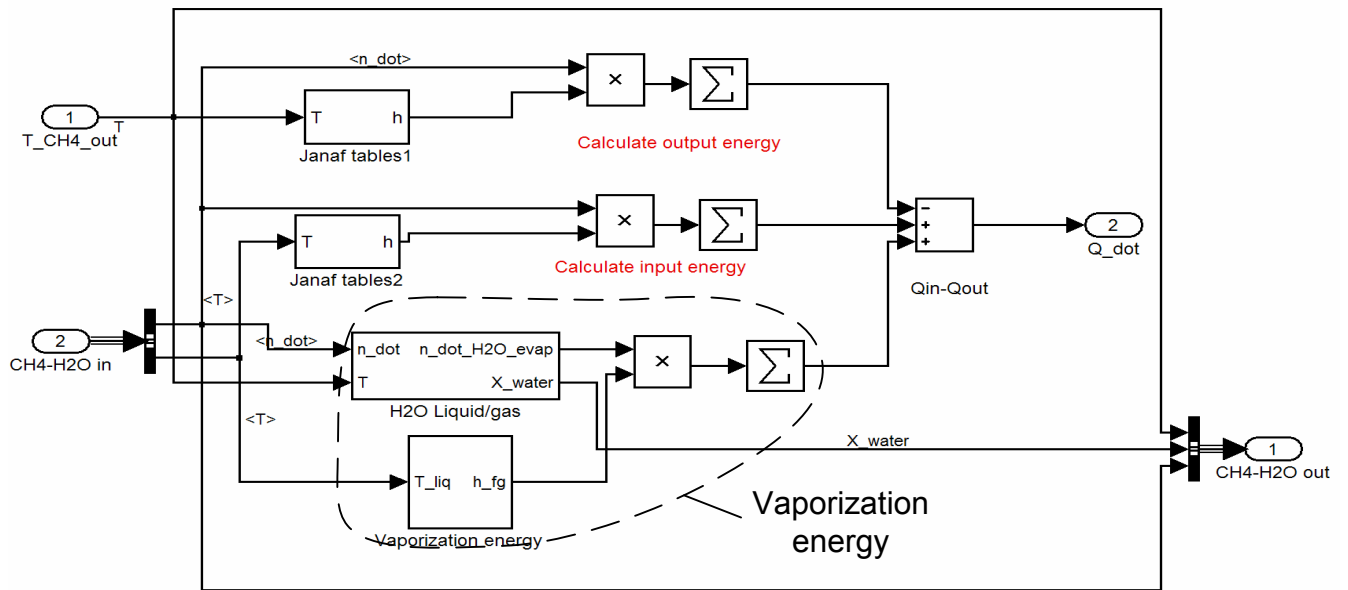 <n_dot>
×
∑
1
T
T_CH4_out
T
h
Janaf tables1
Calculate output energy
×
∑
T
h
Janaf tables2
Calculate input energy
−
+
+
Qin-Qout
2
Q_dot
<T>
2
CH4-H2O in
<n_dot>
n_dot
n_dot_H2O_evap
T
X_water
H2O Liquid/gas
×
∑
<T>
X_water
T_liq
h_fg
Vaporization energy
1
CH4-H2O out
Vaporization
energy